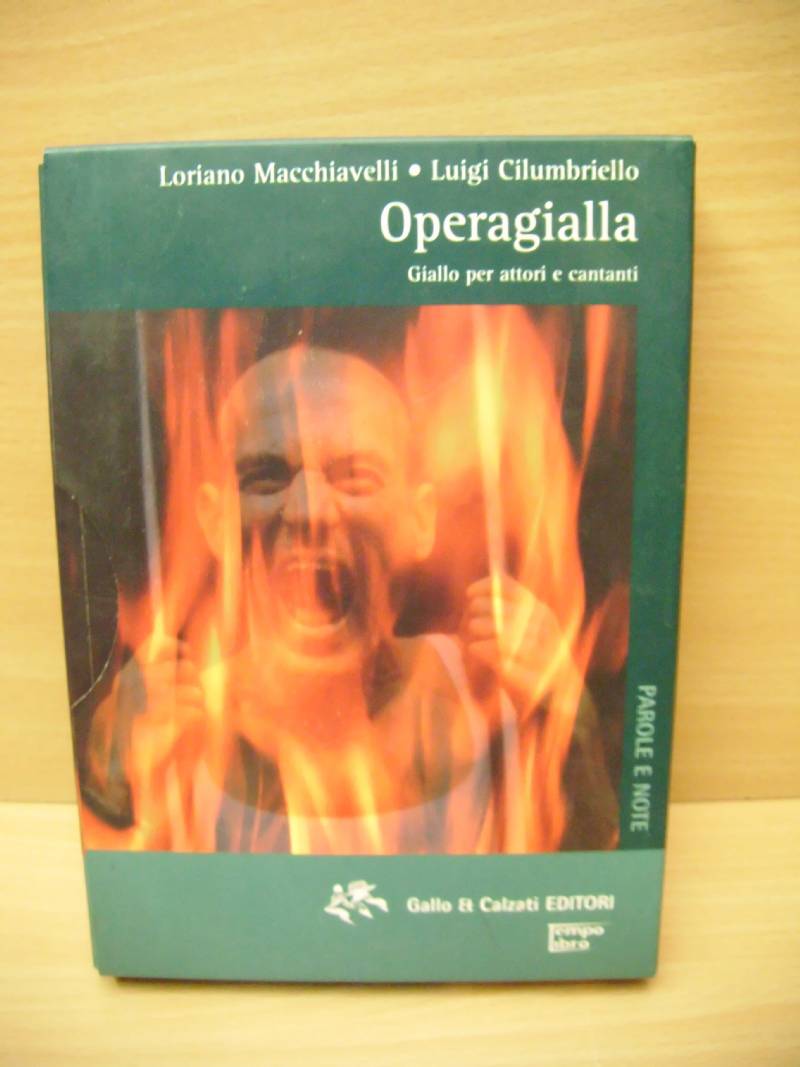 Loriano Macchiavelli • Luigi Cilumbriello
Operagialla
Giallo per attori e cantanti
PAROLE E NOTE
Gallo & Calzati EDITORI
Tempo
Libro